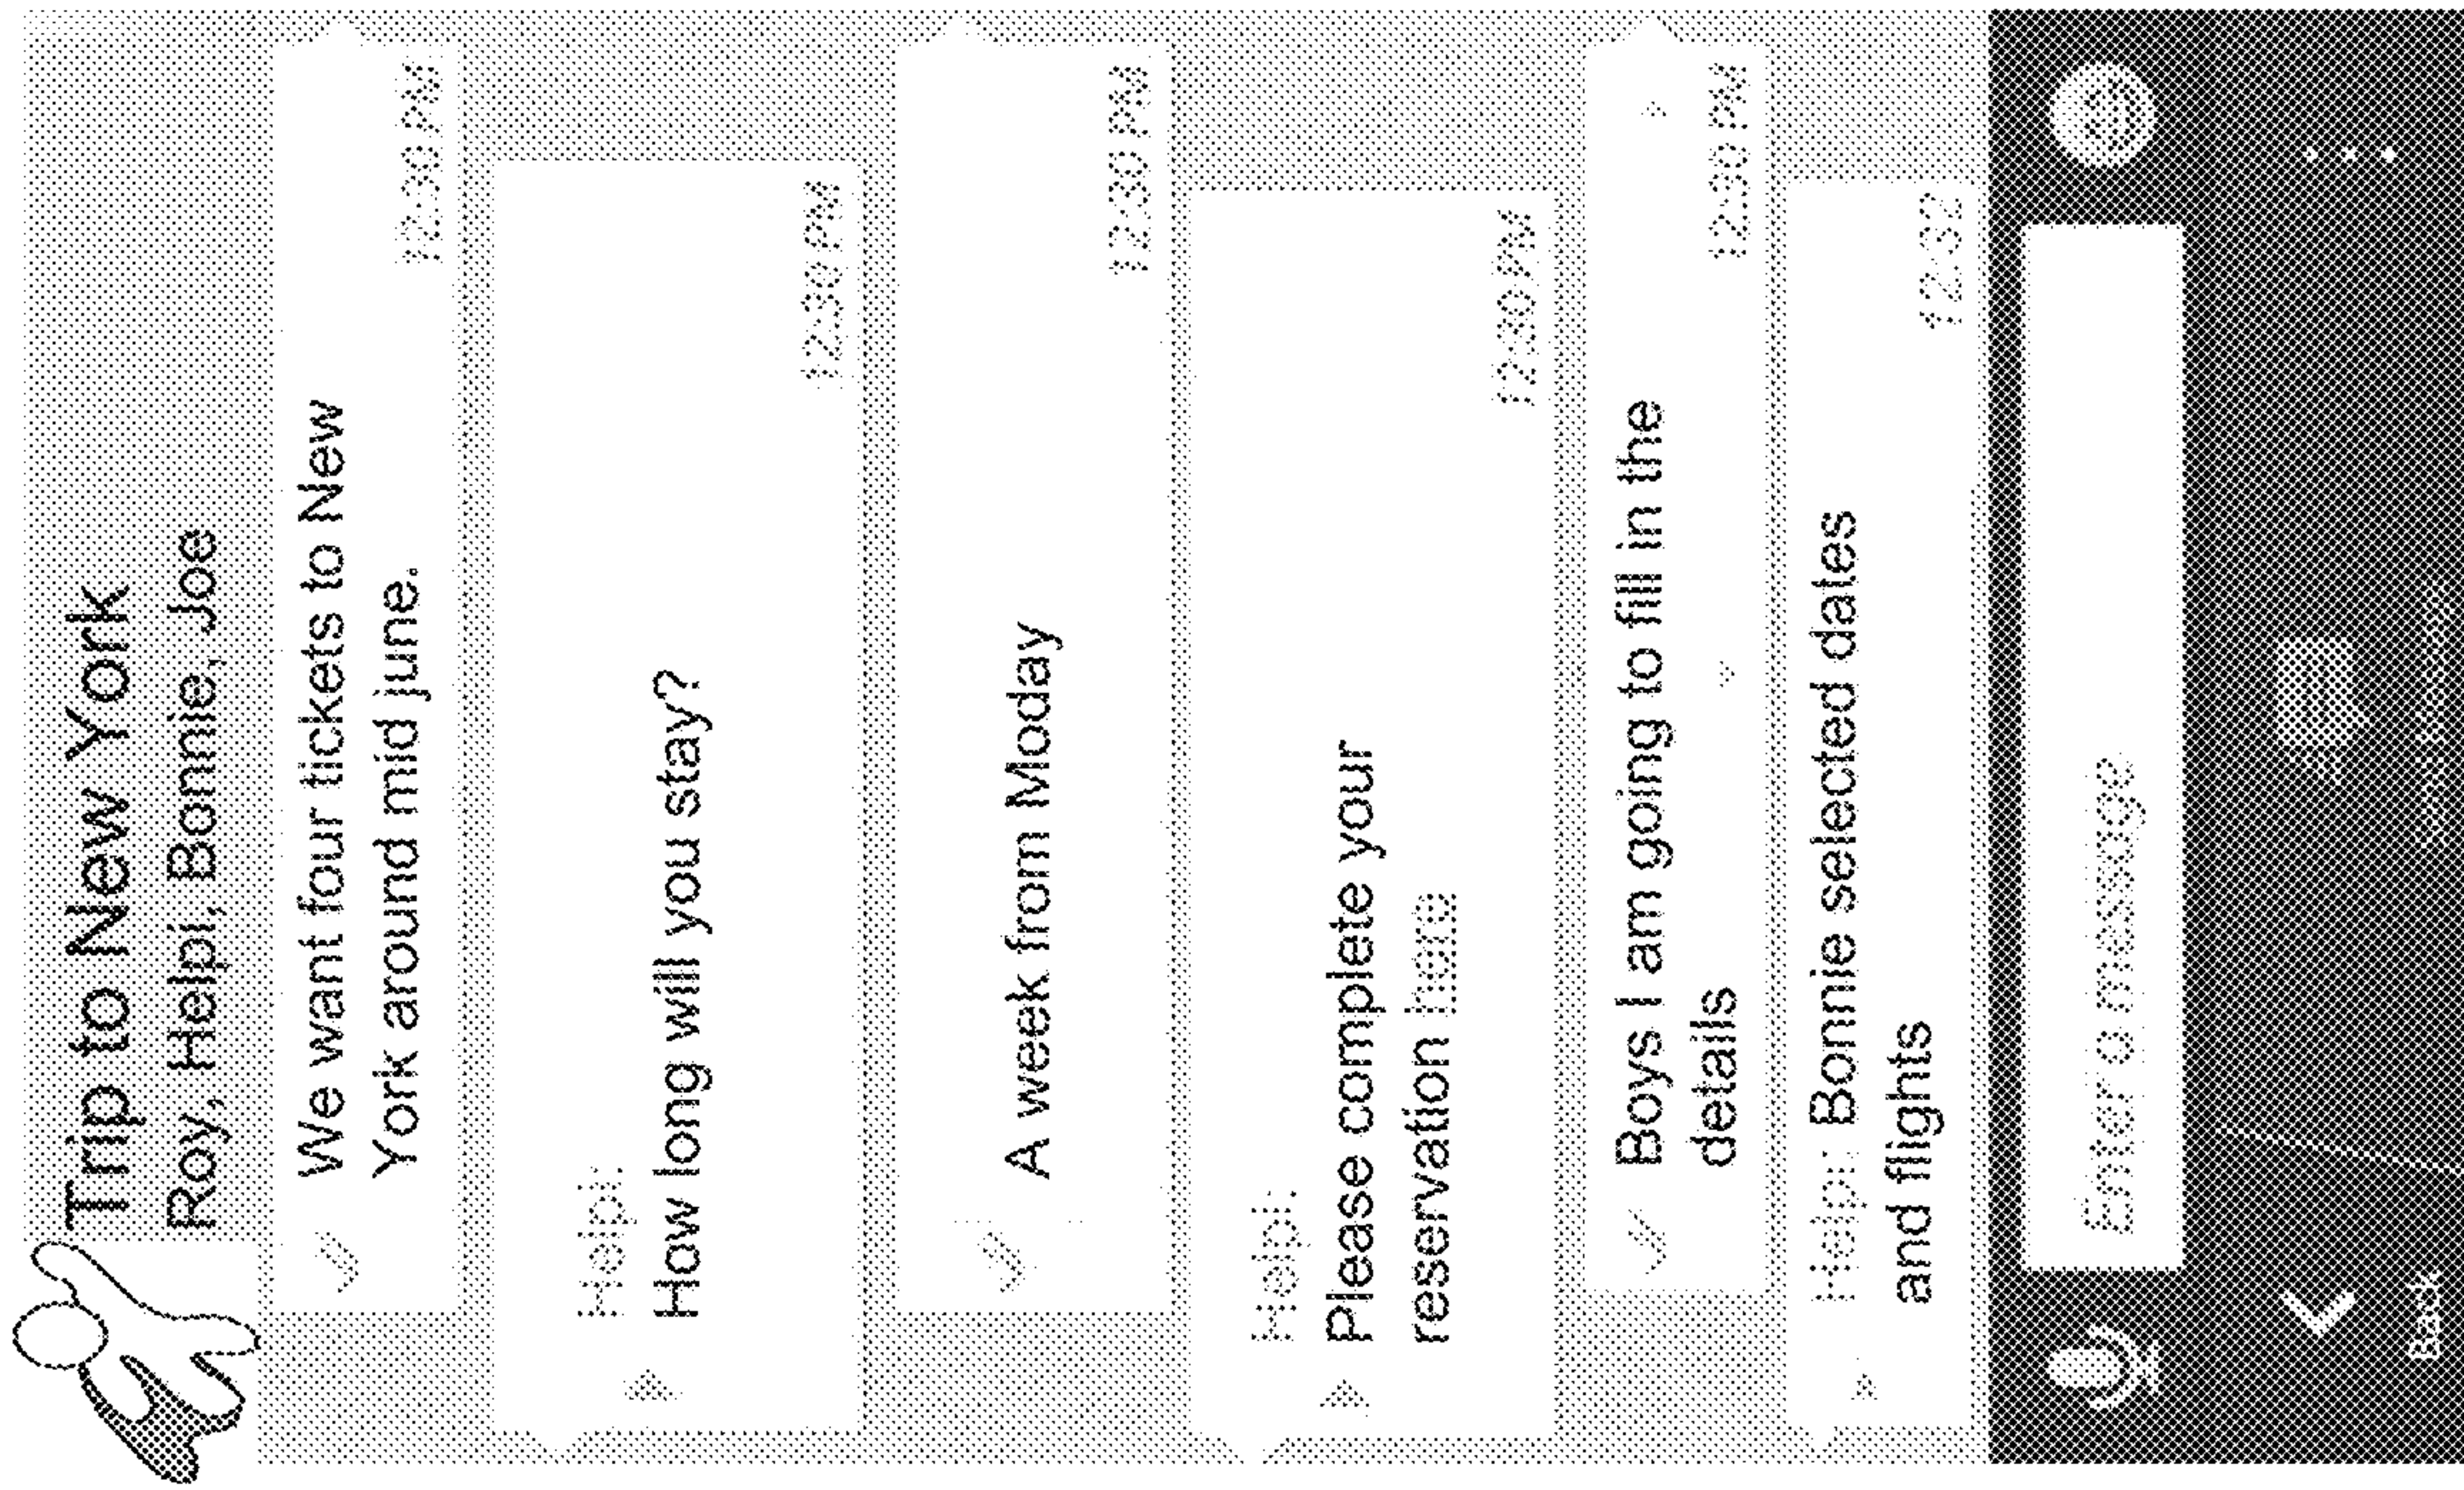 Trip to New York
Roy, Helpi, Bonnie, Joe
We want four tickets to New
York around mid june.
12:30 PM
Helpi:
How long will you stay?
12:30 PM
A week from Moday
12:30 PM
Helpi:
Please complete your
reservation here
12:30 PM
Boys I am going to fill in the
details
12:30 PM
Helpi: Bonnie selected dates
and flights
12:32
Enter a message
Back